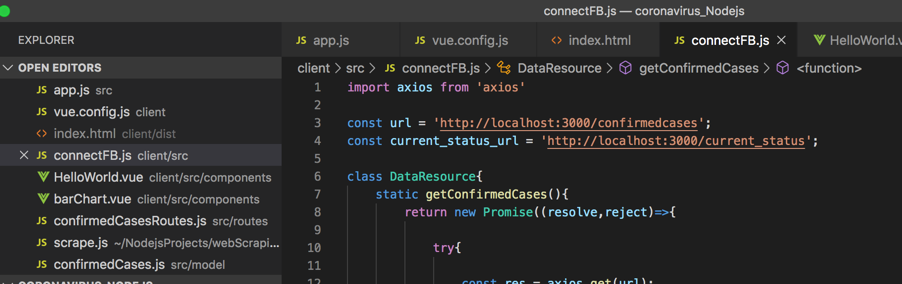 connectFB.js — coronavirus_Nodejs
EXPLORER
OPEN EDITORS
JS app.js src
JS vue.config.js client
<> index.html client/dist
JS connectFB.js client/src
HelloWorld.vue client/src/components
barChart.vue client/src/components
JS confirmedCasesRoutes.js src/routes
JS scrape.js ~/NodejsProjects/webScrapi...
JS confirmedCases.js src/model
JS app.js
JS vue.config.js
<> index.html
JS connectFB.js
HelloWorld.v
client > src > JS connectFB.js > DataResource > getConfirmedCases > <function>
1 import axios from 'axios'
2
3 const url = 'http://localhost:3000/confirmedcases';
4 const current_status_url = 'http://localhost:3000/current_status';
5
6 class DataResource{
7 static getConfirmedCases(){
8 return new Promise((resolve,reject)=>{
9
10 try{
11
12 const res = axios.get(url);